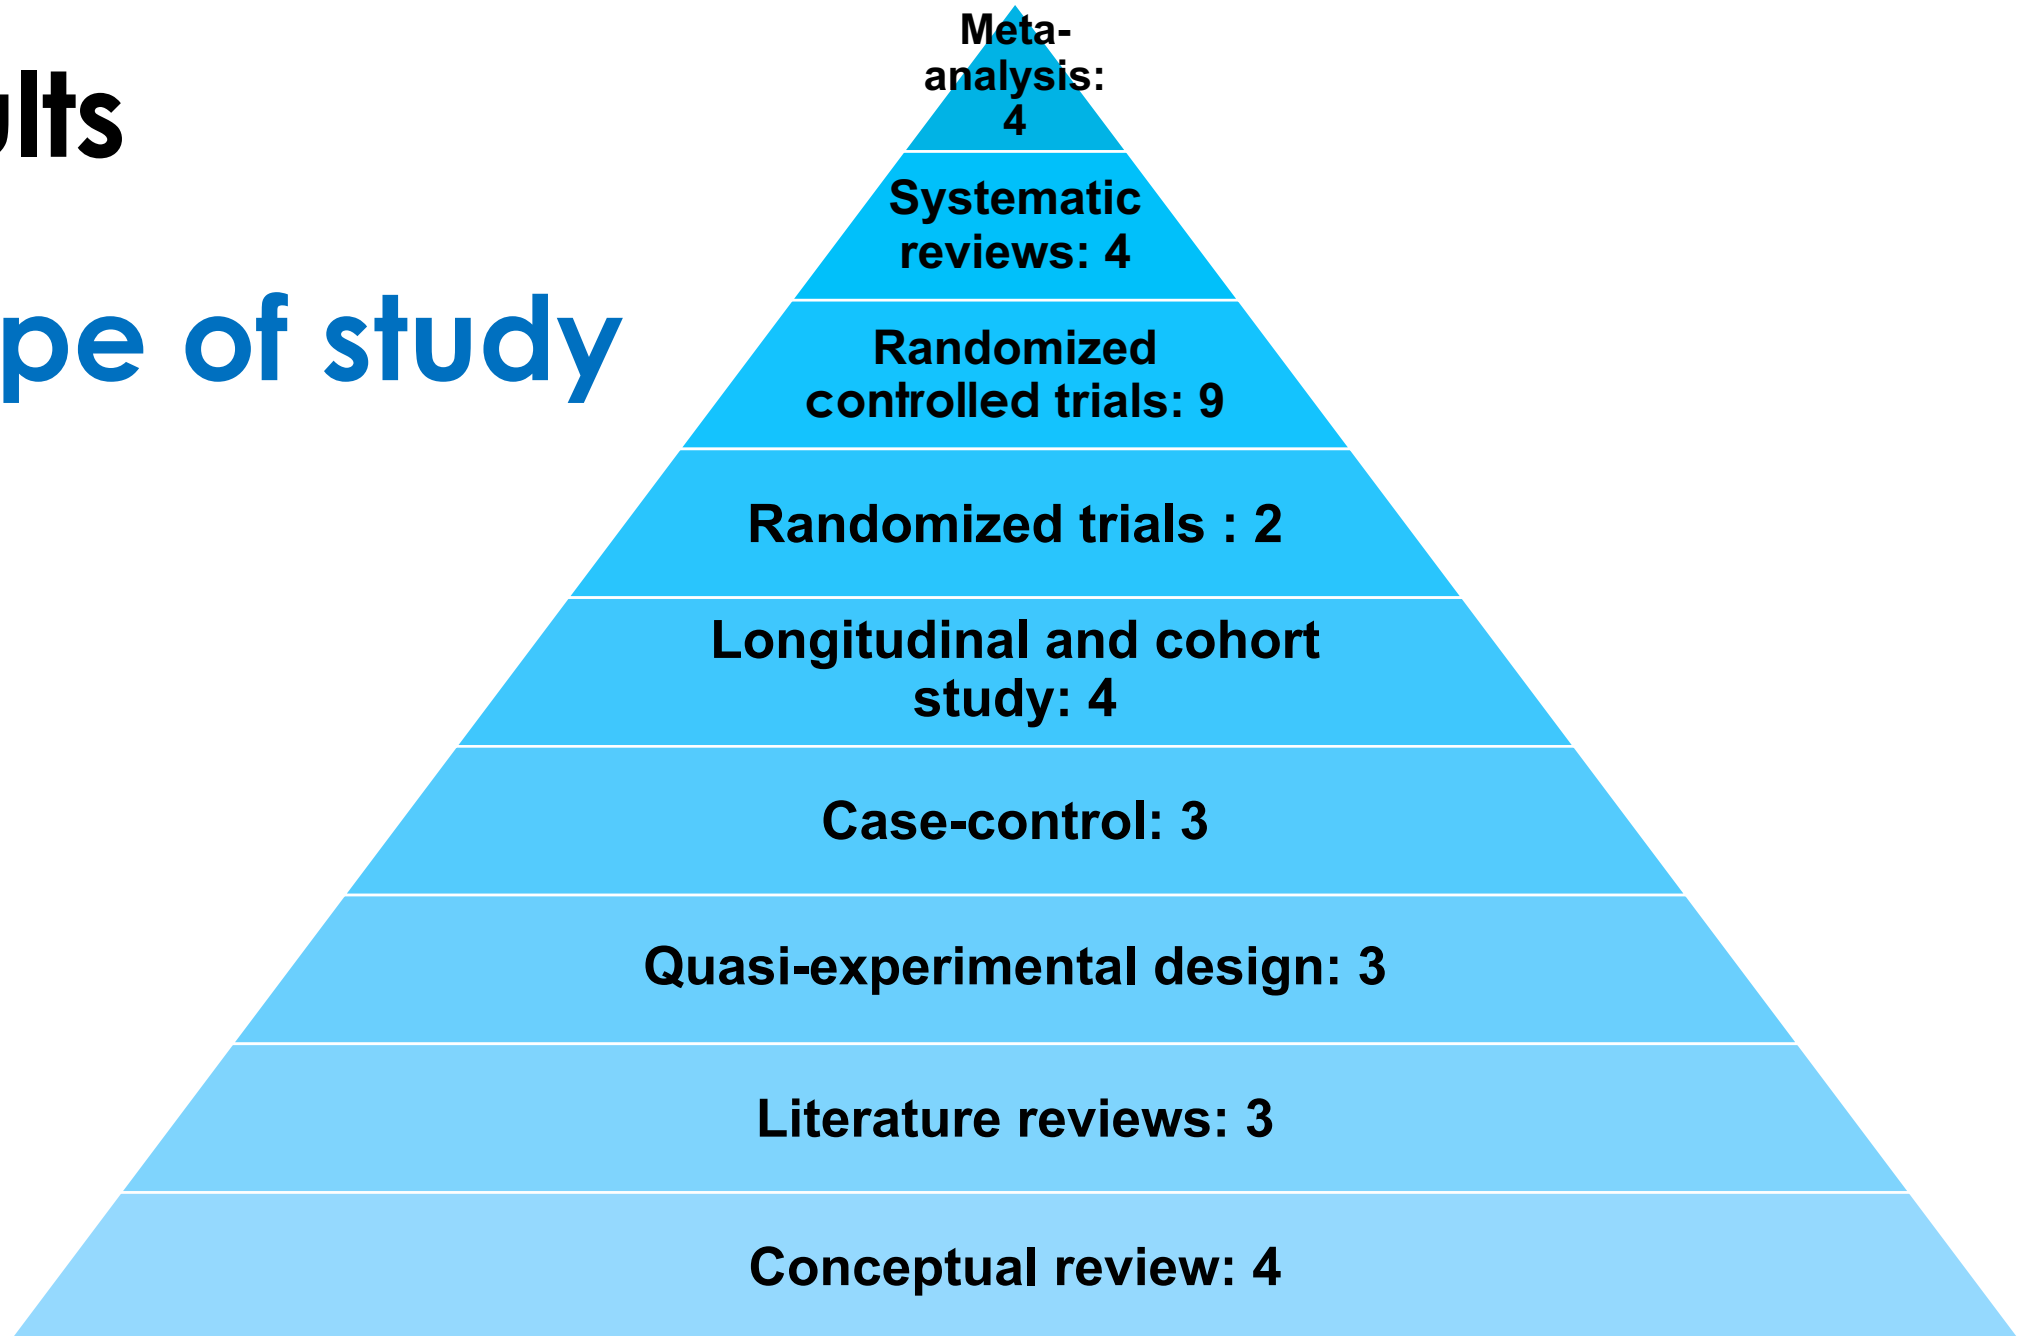 ults
pe of study
Meta-
analysis:
4
Systematic
reviews: 4
Randomized
controlled trials: 9
Randomized trials : 2
Longitudinal and cohort
study: 4
Case-control: 3
Quasi-experimental design: 3
Literature reviews: 3
Conceptual review: 4